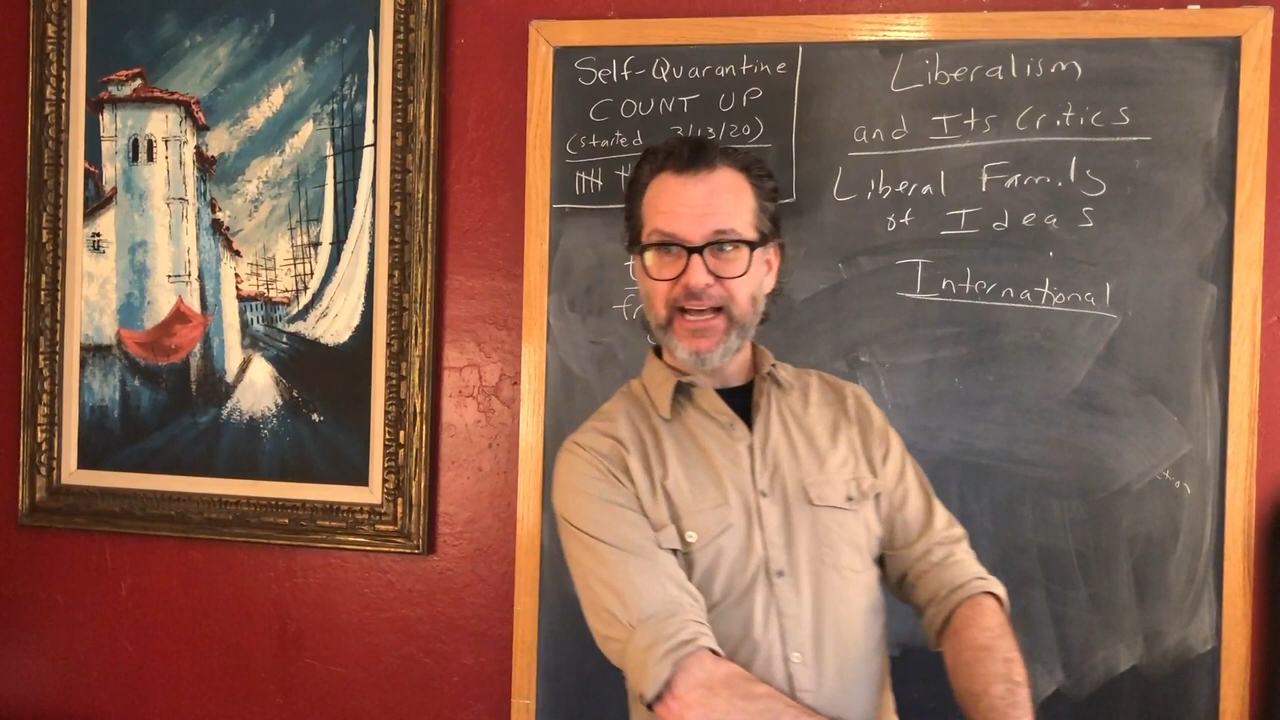 Self-Quarantine
COUNT UP
(started 3/13/20)
Liberalism
and Its Critics
Liberal Family
of Ideas
International